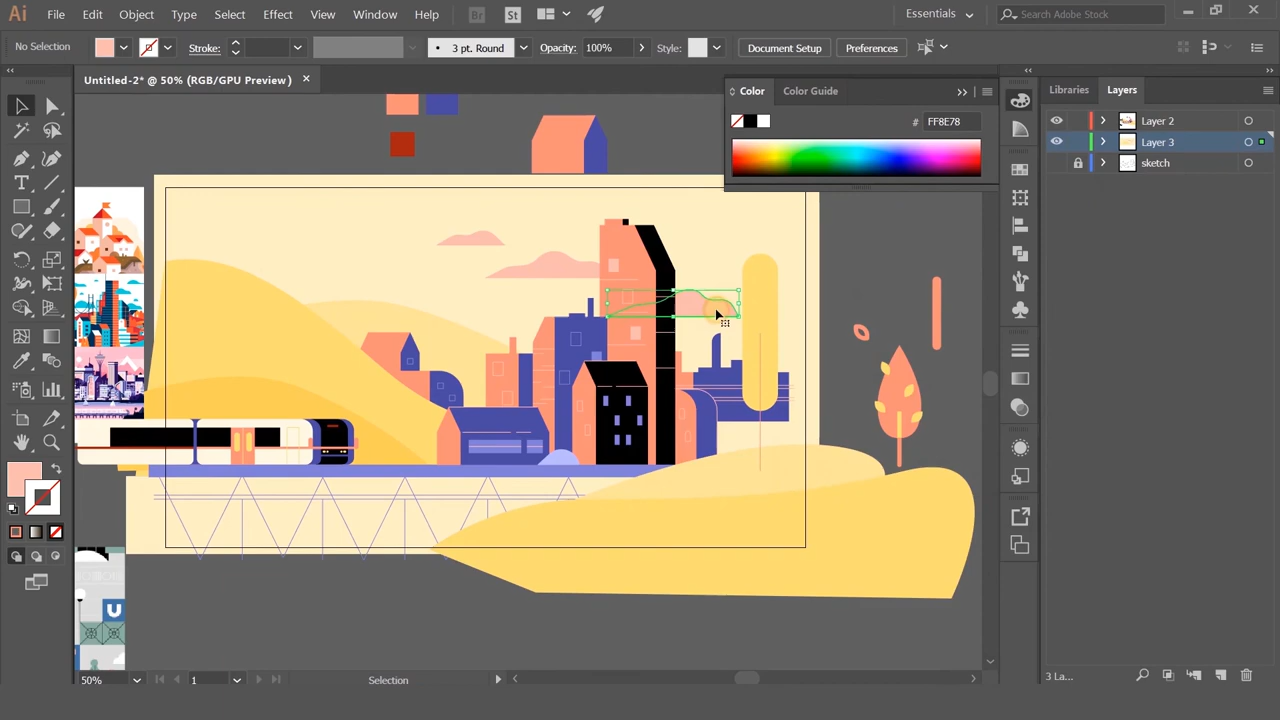 Ai File Edit Object Type Select Effect View Window Help Br St Essentials Search Adobe Stock
No Selection Stroke: 3 pt. Round Opacity: 100% Style: Document Setup Preferences
Untitled-2* @ 50% (RGB/GPU Preview)
Color Color Guide Libraries Layers
# FF8E78
Layer 2
Layer 3
sketch
U
3 La...
50% 1 Selection